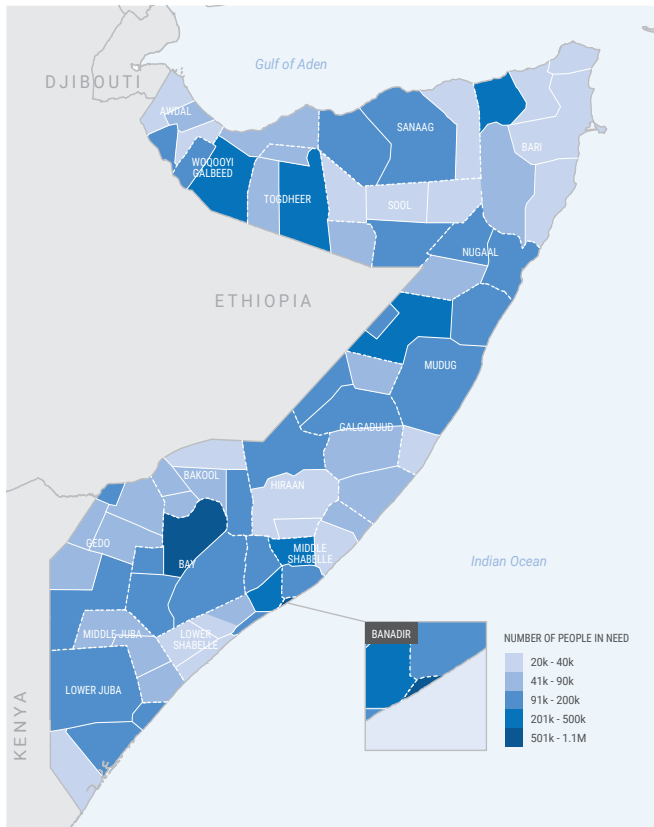 Gulf of Aden
DJIBOUTI
AWDAL
SANAAG
BARI
WOQOOYI
GALBEED
TOGDHEER
SOOL
NUGAAL
ETHIOPIA
MUDUG
GALGADUUD
BAKOOL
HIRAAN
GEDO
MIDDLE
SHABELLE
BAY
Indian Ocean
MIDDLE JUBA
LOWER
SHABELLE
BANADIR
LOWER JUBA
KENYA
NUMBER OF PEOPLE IN NEED
20k - 40k
41k - 90k
91k - 200k
201k - 500k
501k - 1.1M